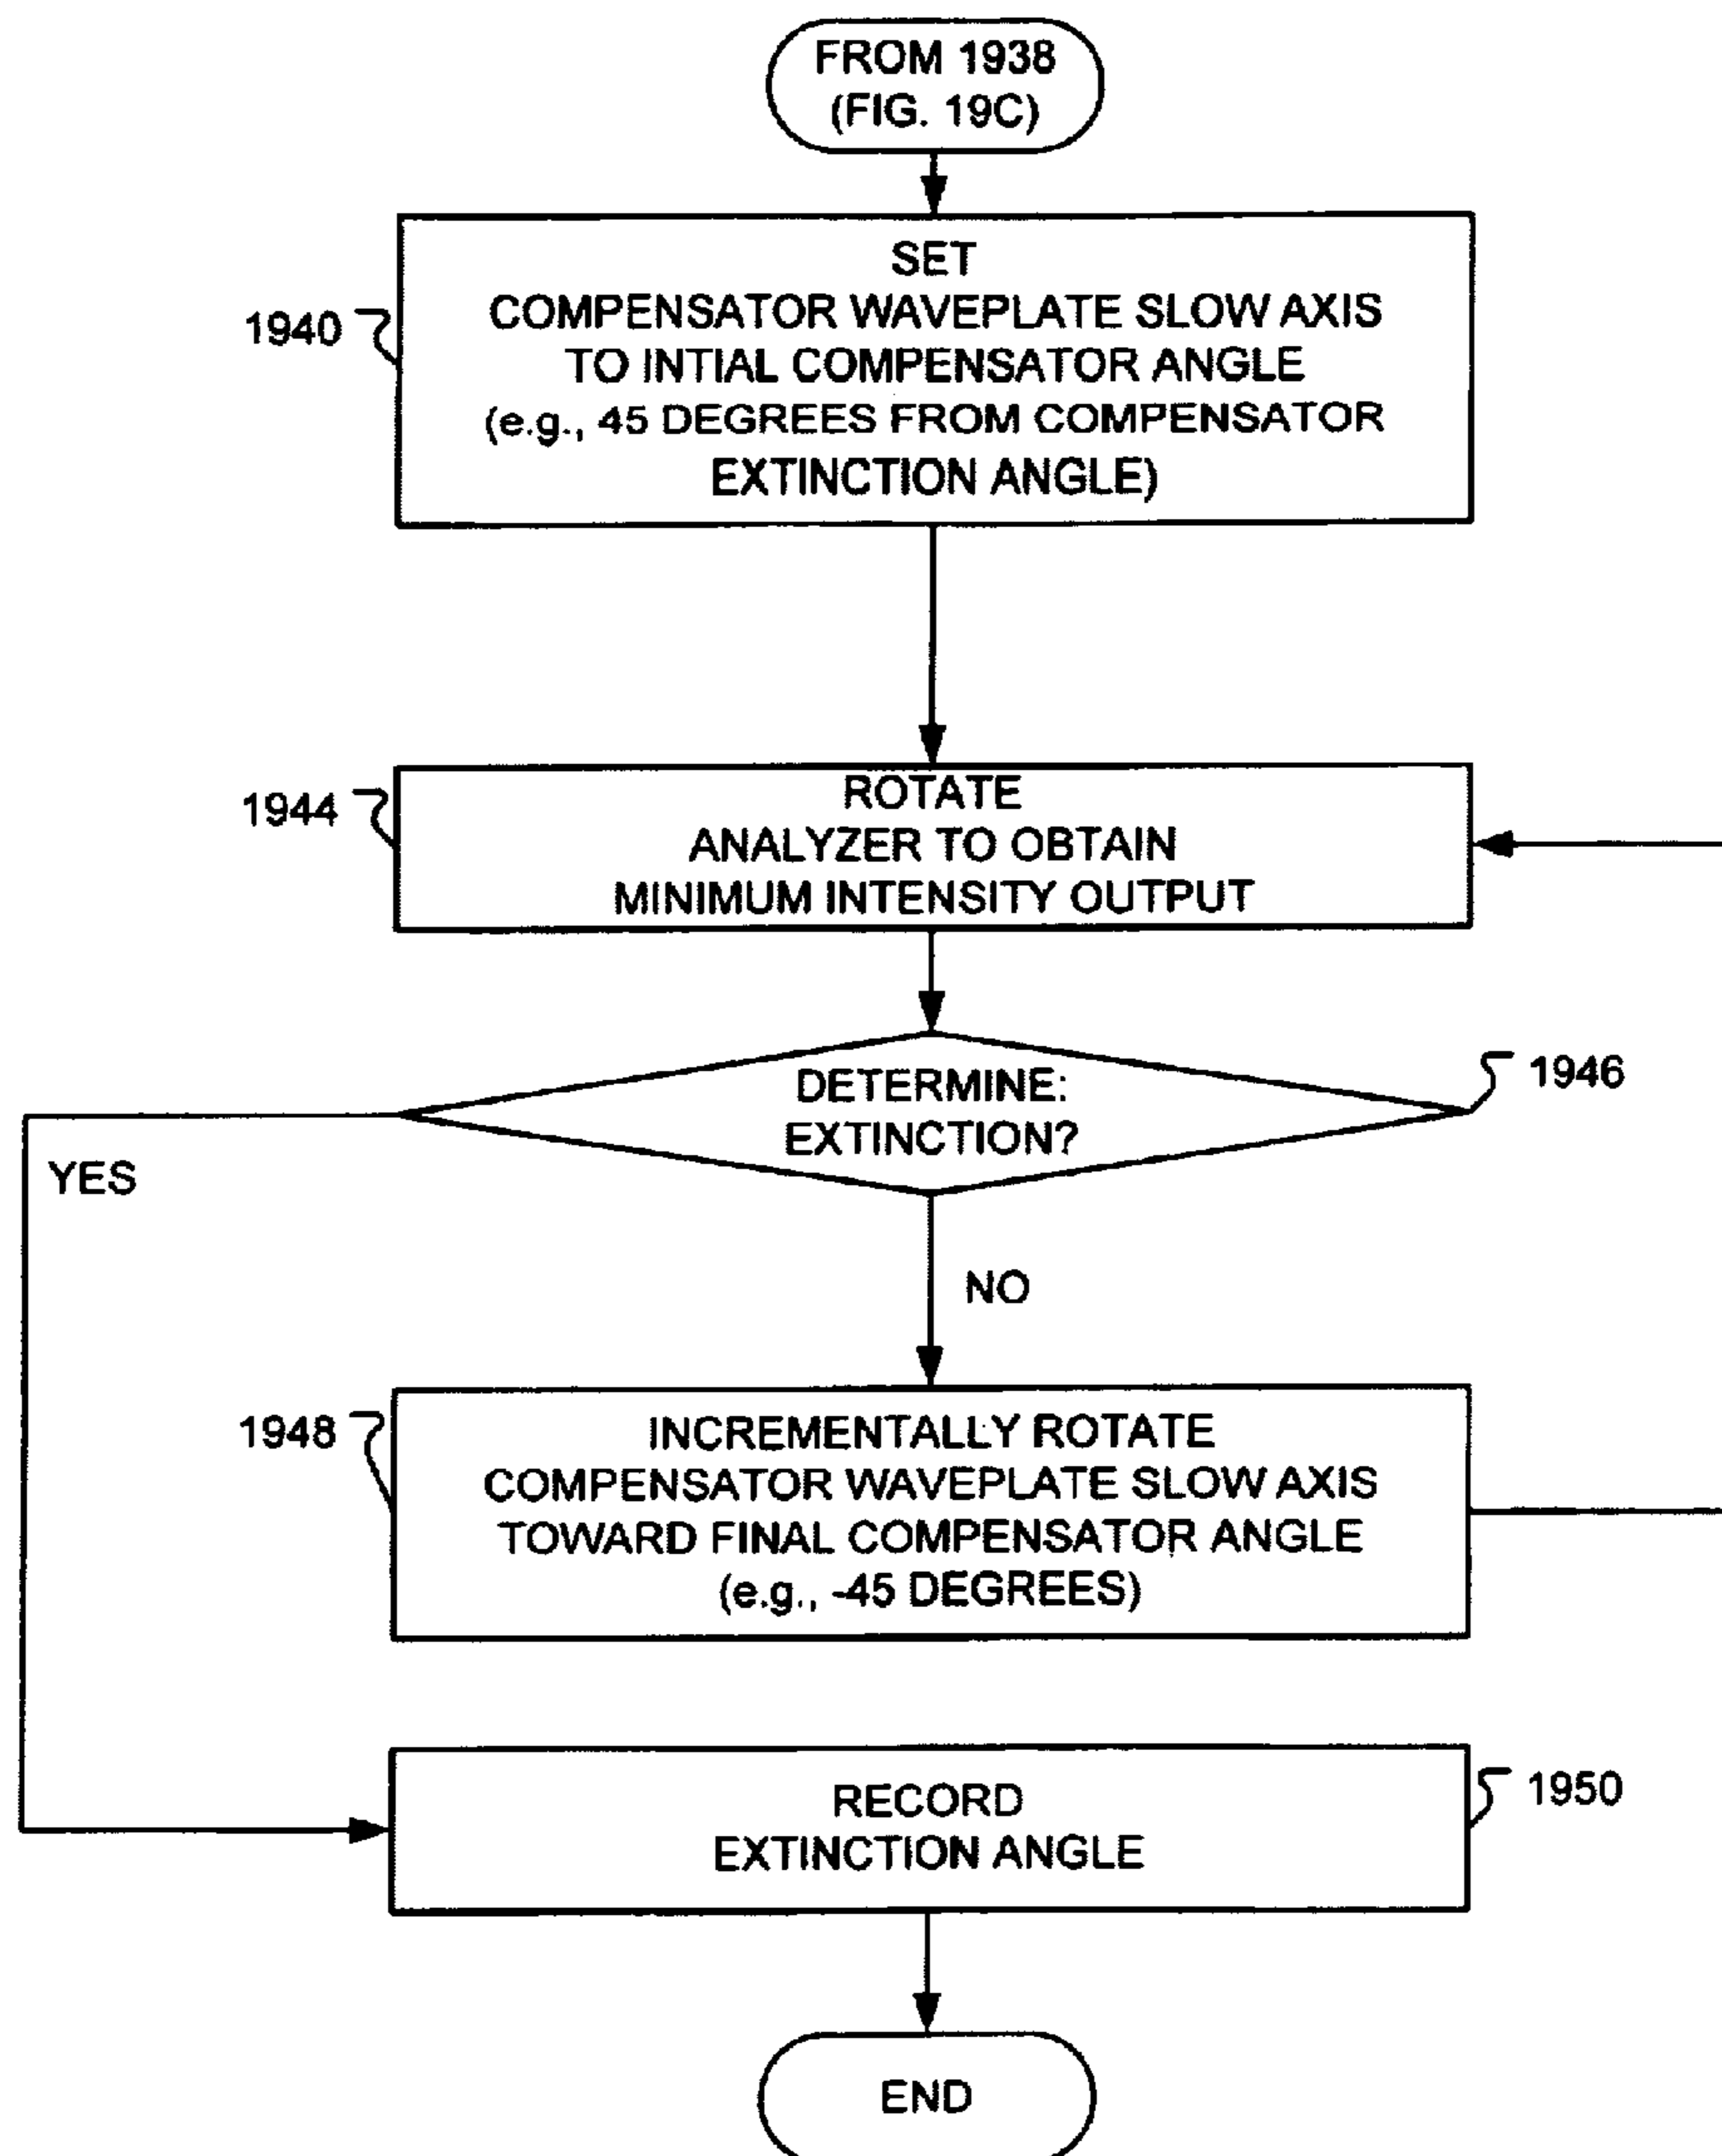 FROM 1938
(FIG. 19C)
SET
COMPENSATOR WAVEPLATE SLOW AXIS
TO INTIAL COMPENSATOR ANGLE
(e.g., 45 DEGREES FROM COMPENSATOR
EXTINCTION ANGLE)
1940
ROTATE
ANALYZER TO OBTAIN
MINIMUM INTENSITY OUTPUT
1944
DETERMINE:
EXTINCTION?
1946
YES
NO
INCREMENTALLY ROTATE
COMPENSATOR WAVEPLATE SLOW AXIS
TOWARD FINAL COMPENSATOR ANGLE
(e.g., -45 DEGREES)
1948
RECORD
EXTINCTION ANGLE
1950
END